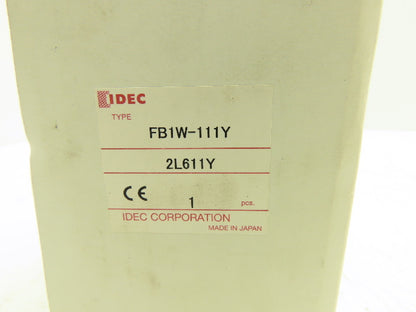 IDEC
TYPE
FB1W-111Y
2L611Y
CE 1 pcs.
IDEC CORPORATION
MADE IN JAPAN